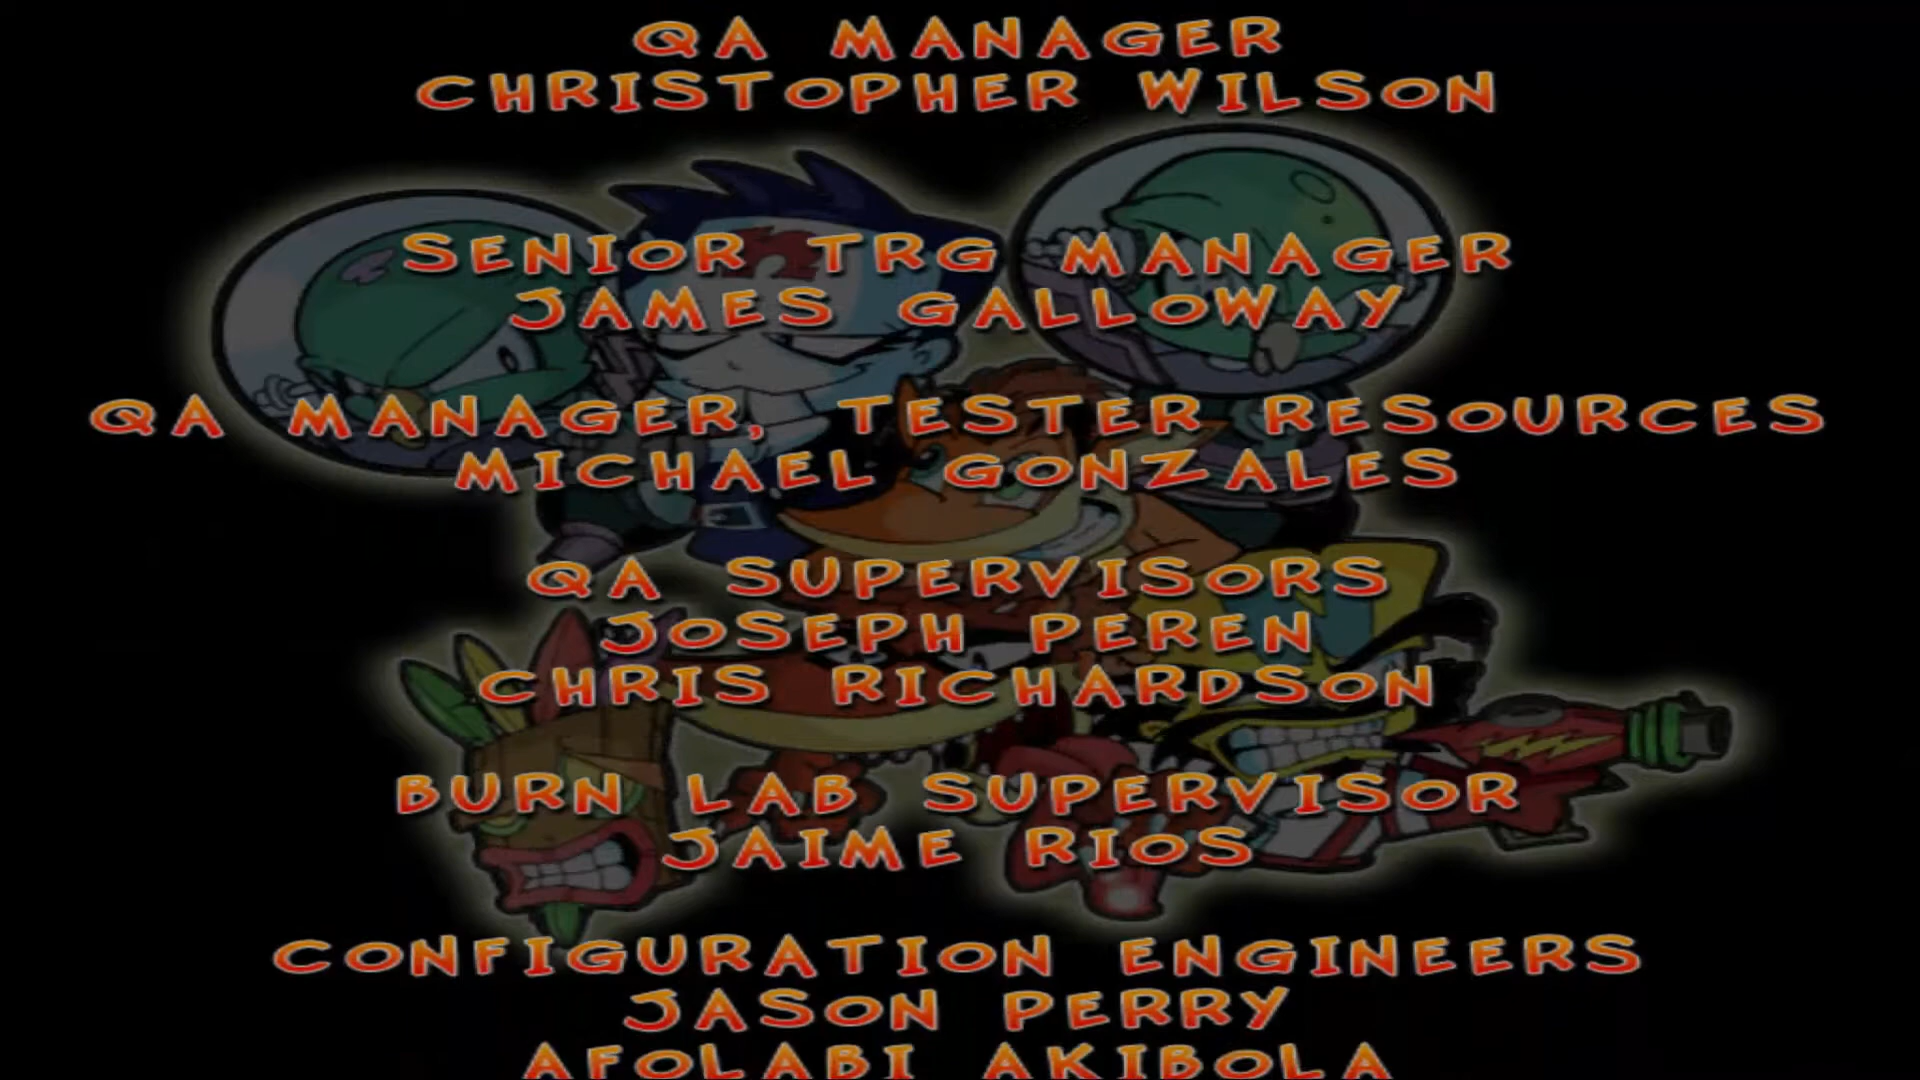 QA MANAGER
CHRISTOPHER WILSON
SENIOR TRG MANAGER
JAMES GALLOWAY
QA MANAGER, TESTER RESOURCES
MICHAEL GONZALES
QA SUPERVISORS
JOSEPH PEREN
CHRIS RICHARDSON
BURN LAB SUPERVISOR
JAIME RIOS
CONFIGURATION ENGINEERS
JASON PERRY
AFOLABI AKIBOLA